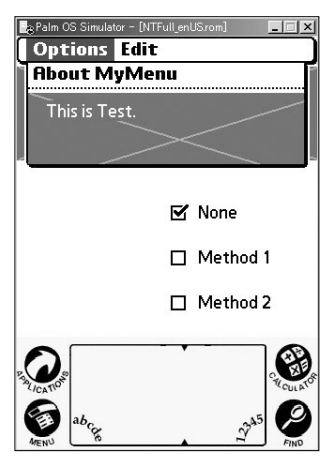 Palm OS Simulator - [NTFull_enUS.rom]
Options Edit
About MyMenu
This is Test.
None
Method 1
Method 2
APPLICATIONS
CALCULATOR
MENU
abcde
12345
FIND